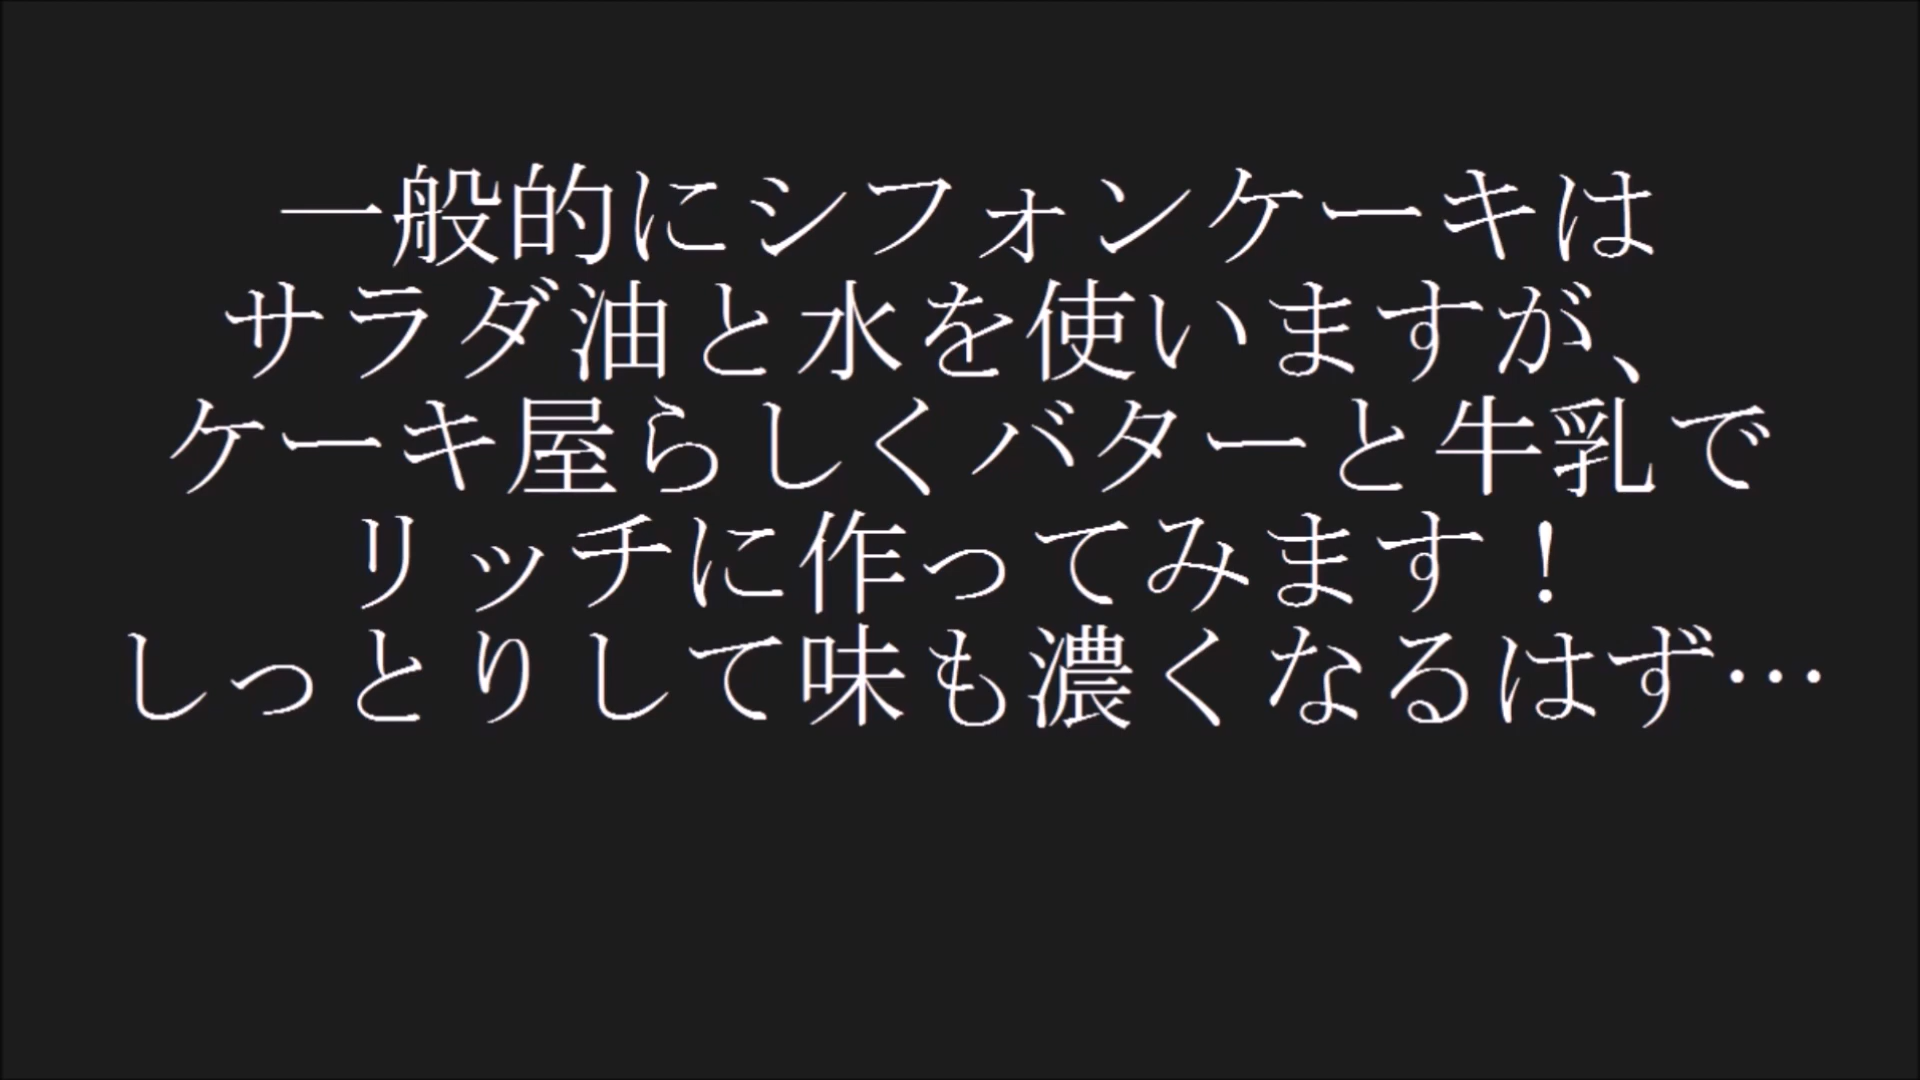 一般的にシフォンケーキは
サラダ油と水を使いますが、
ケーキ屋らしくバターと牛乳で
リッチに作ってみます！
しっとりして味も濃くなるはず…